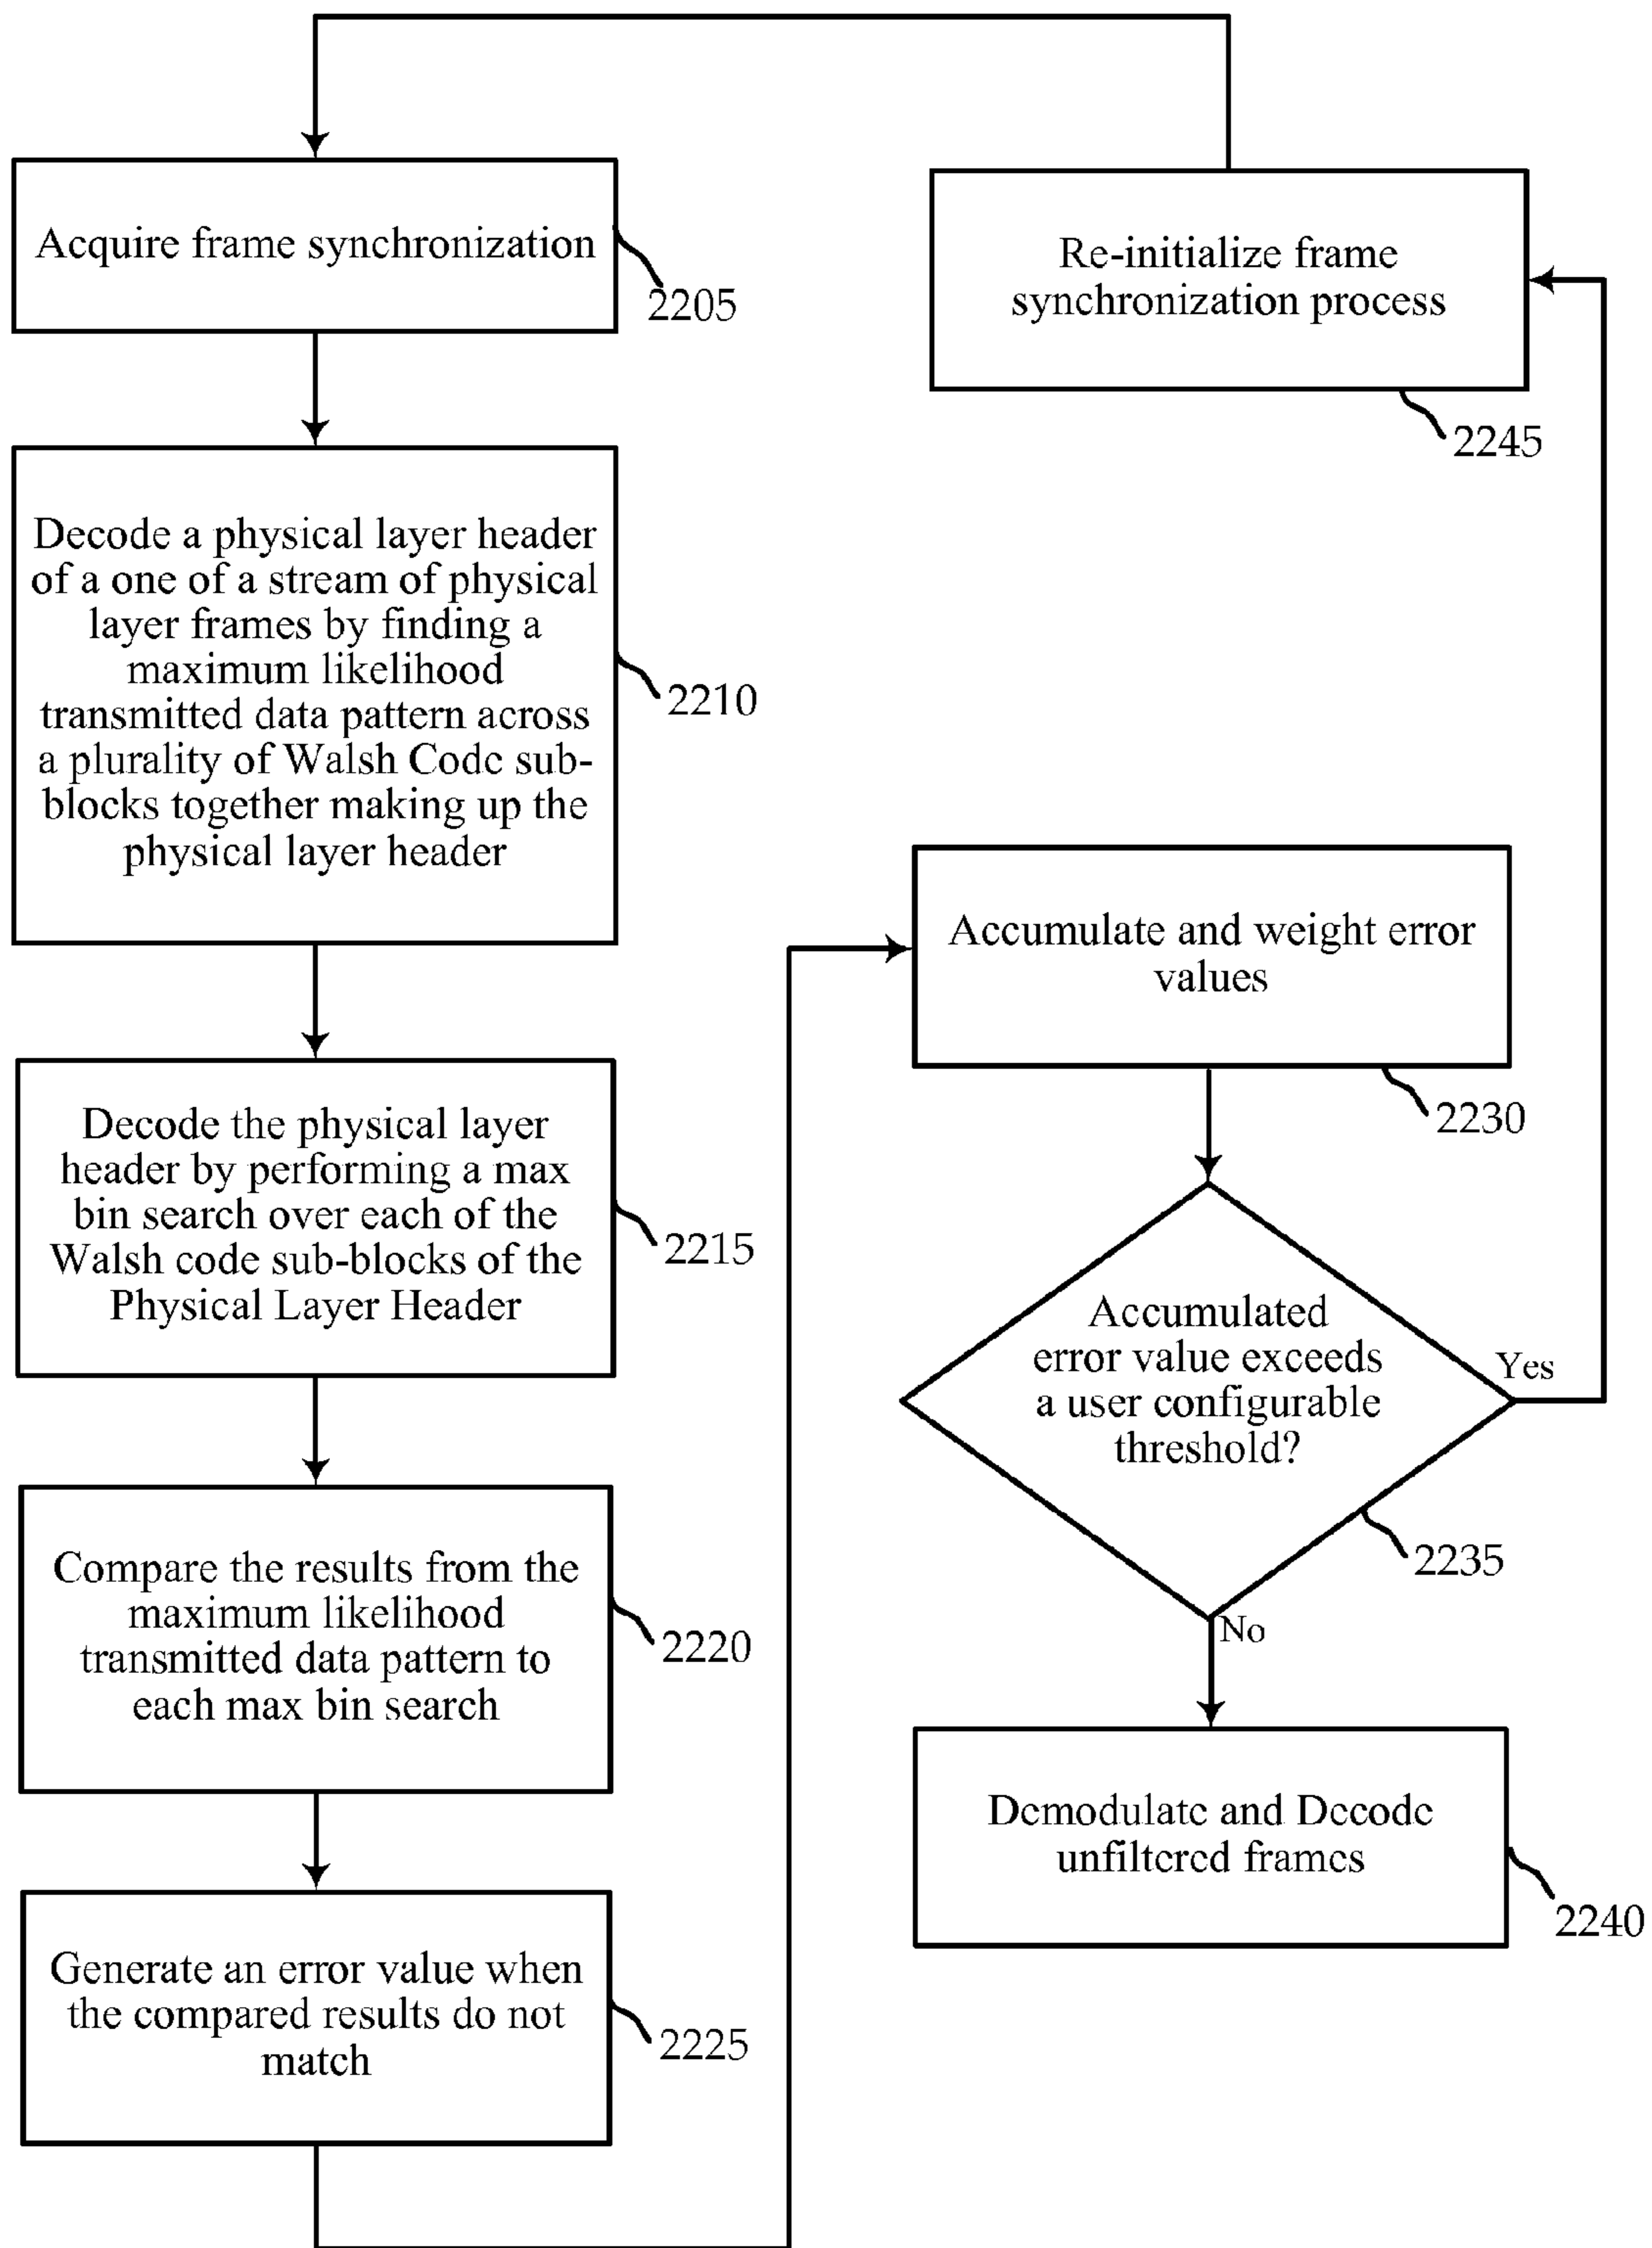 Acquire frame synchronization
2205
Decode a physical layer header
of a one of a stream of physical
layer frames by finding a
maximum likelihood
transmitted data pattern across
a plurality of Walsh Code sub-
blocks together making up the
physical layer header
2210
Decode the physical layer
header by performing a max
bin search over each of the
Walsh code sub-blocks of the
Physical Layer Header
2215
Compare the results from the
maximum likelihood
transmitted data pattern to
each max bin search
2220
Generate an error value when
the compared results do not
match
2225
Accumulate and weight error
values
2230
Accumulated
error value exceeds
a user configurable
threshold?
2235
Yes
No
Demodulate and Decode
unfiltered frames
2240
Re-initialize frame
synchronization process
2245